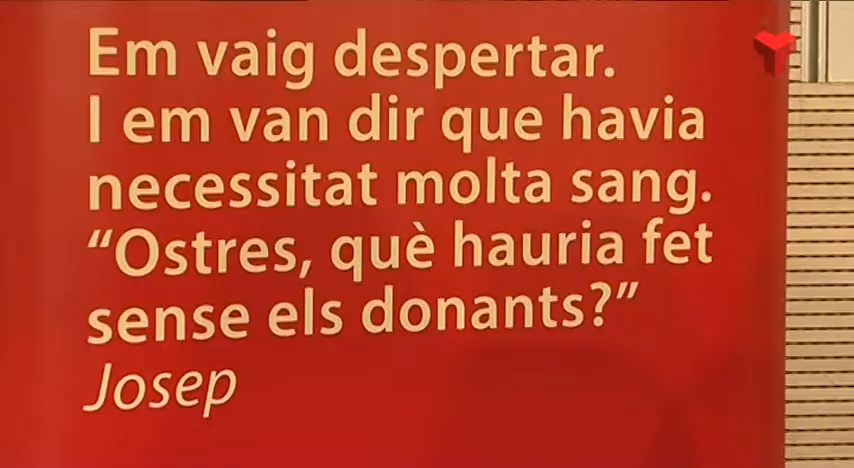 Em vaig despertar.
I em van dir que havia
necessitat molta sang.
“Ostres, què hauria fet
sense els donants?”
Josep